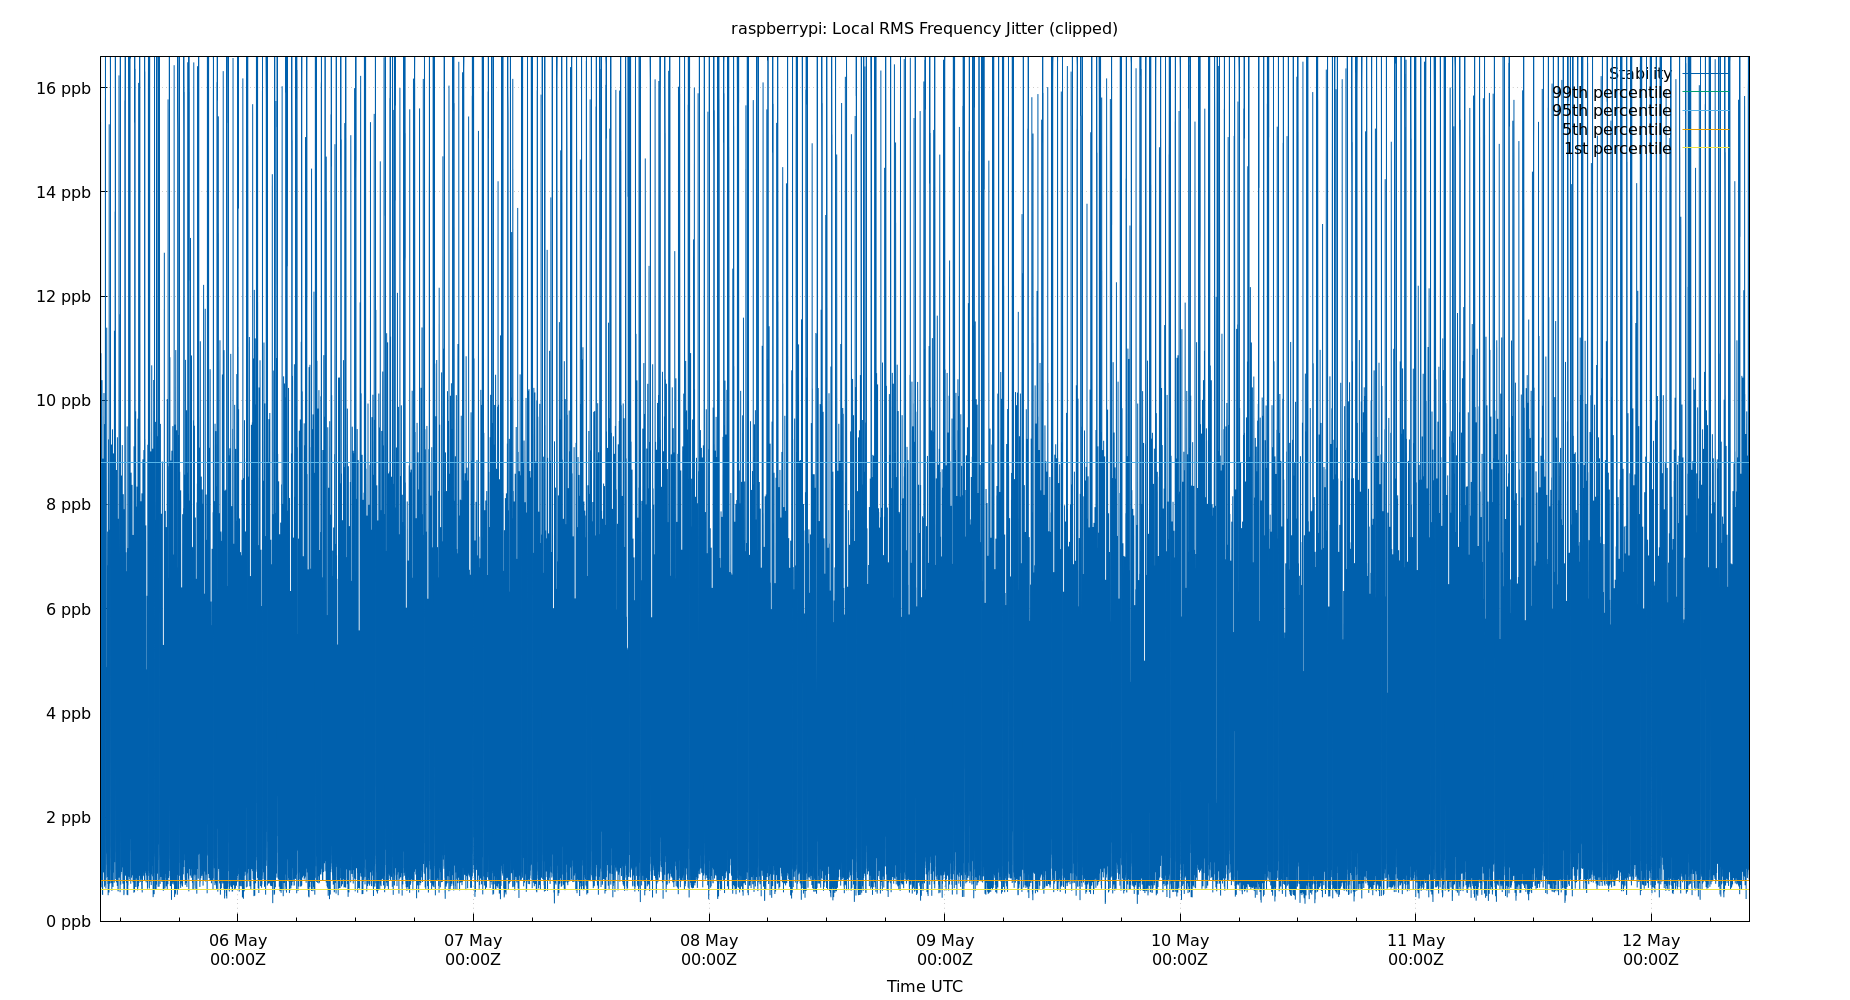 raspberrypi: Local RMS Frequency Jitter (clipped)
Stability
99th percentile
95th percentile
5th percentile
1st percentile
16 ppb
14 ppb
12 ppb
10 ppb
8 ppb
6 ppb
4 ppb
2 ppb
0 ppb
06 May
00:00Z
07 May
00:00Z
08 May
00:00Z
09 May
00:00Z
10 May
00:00Z
11 May
00:00Z
12 May
00:00Z
Time UTC